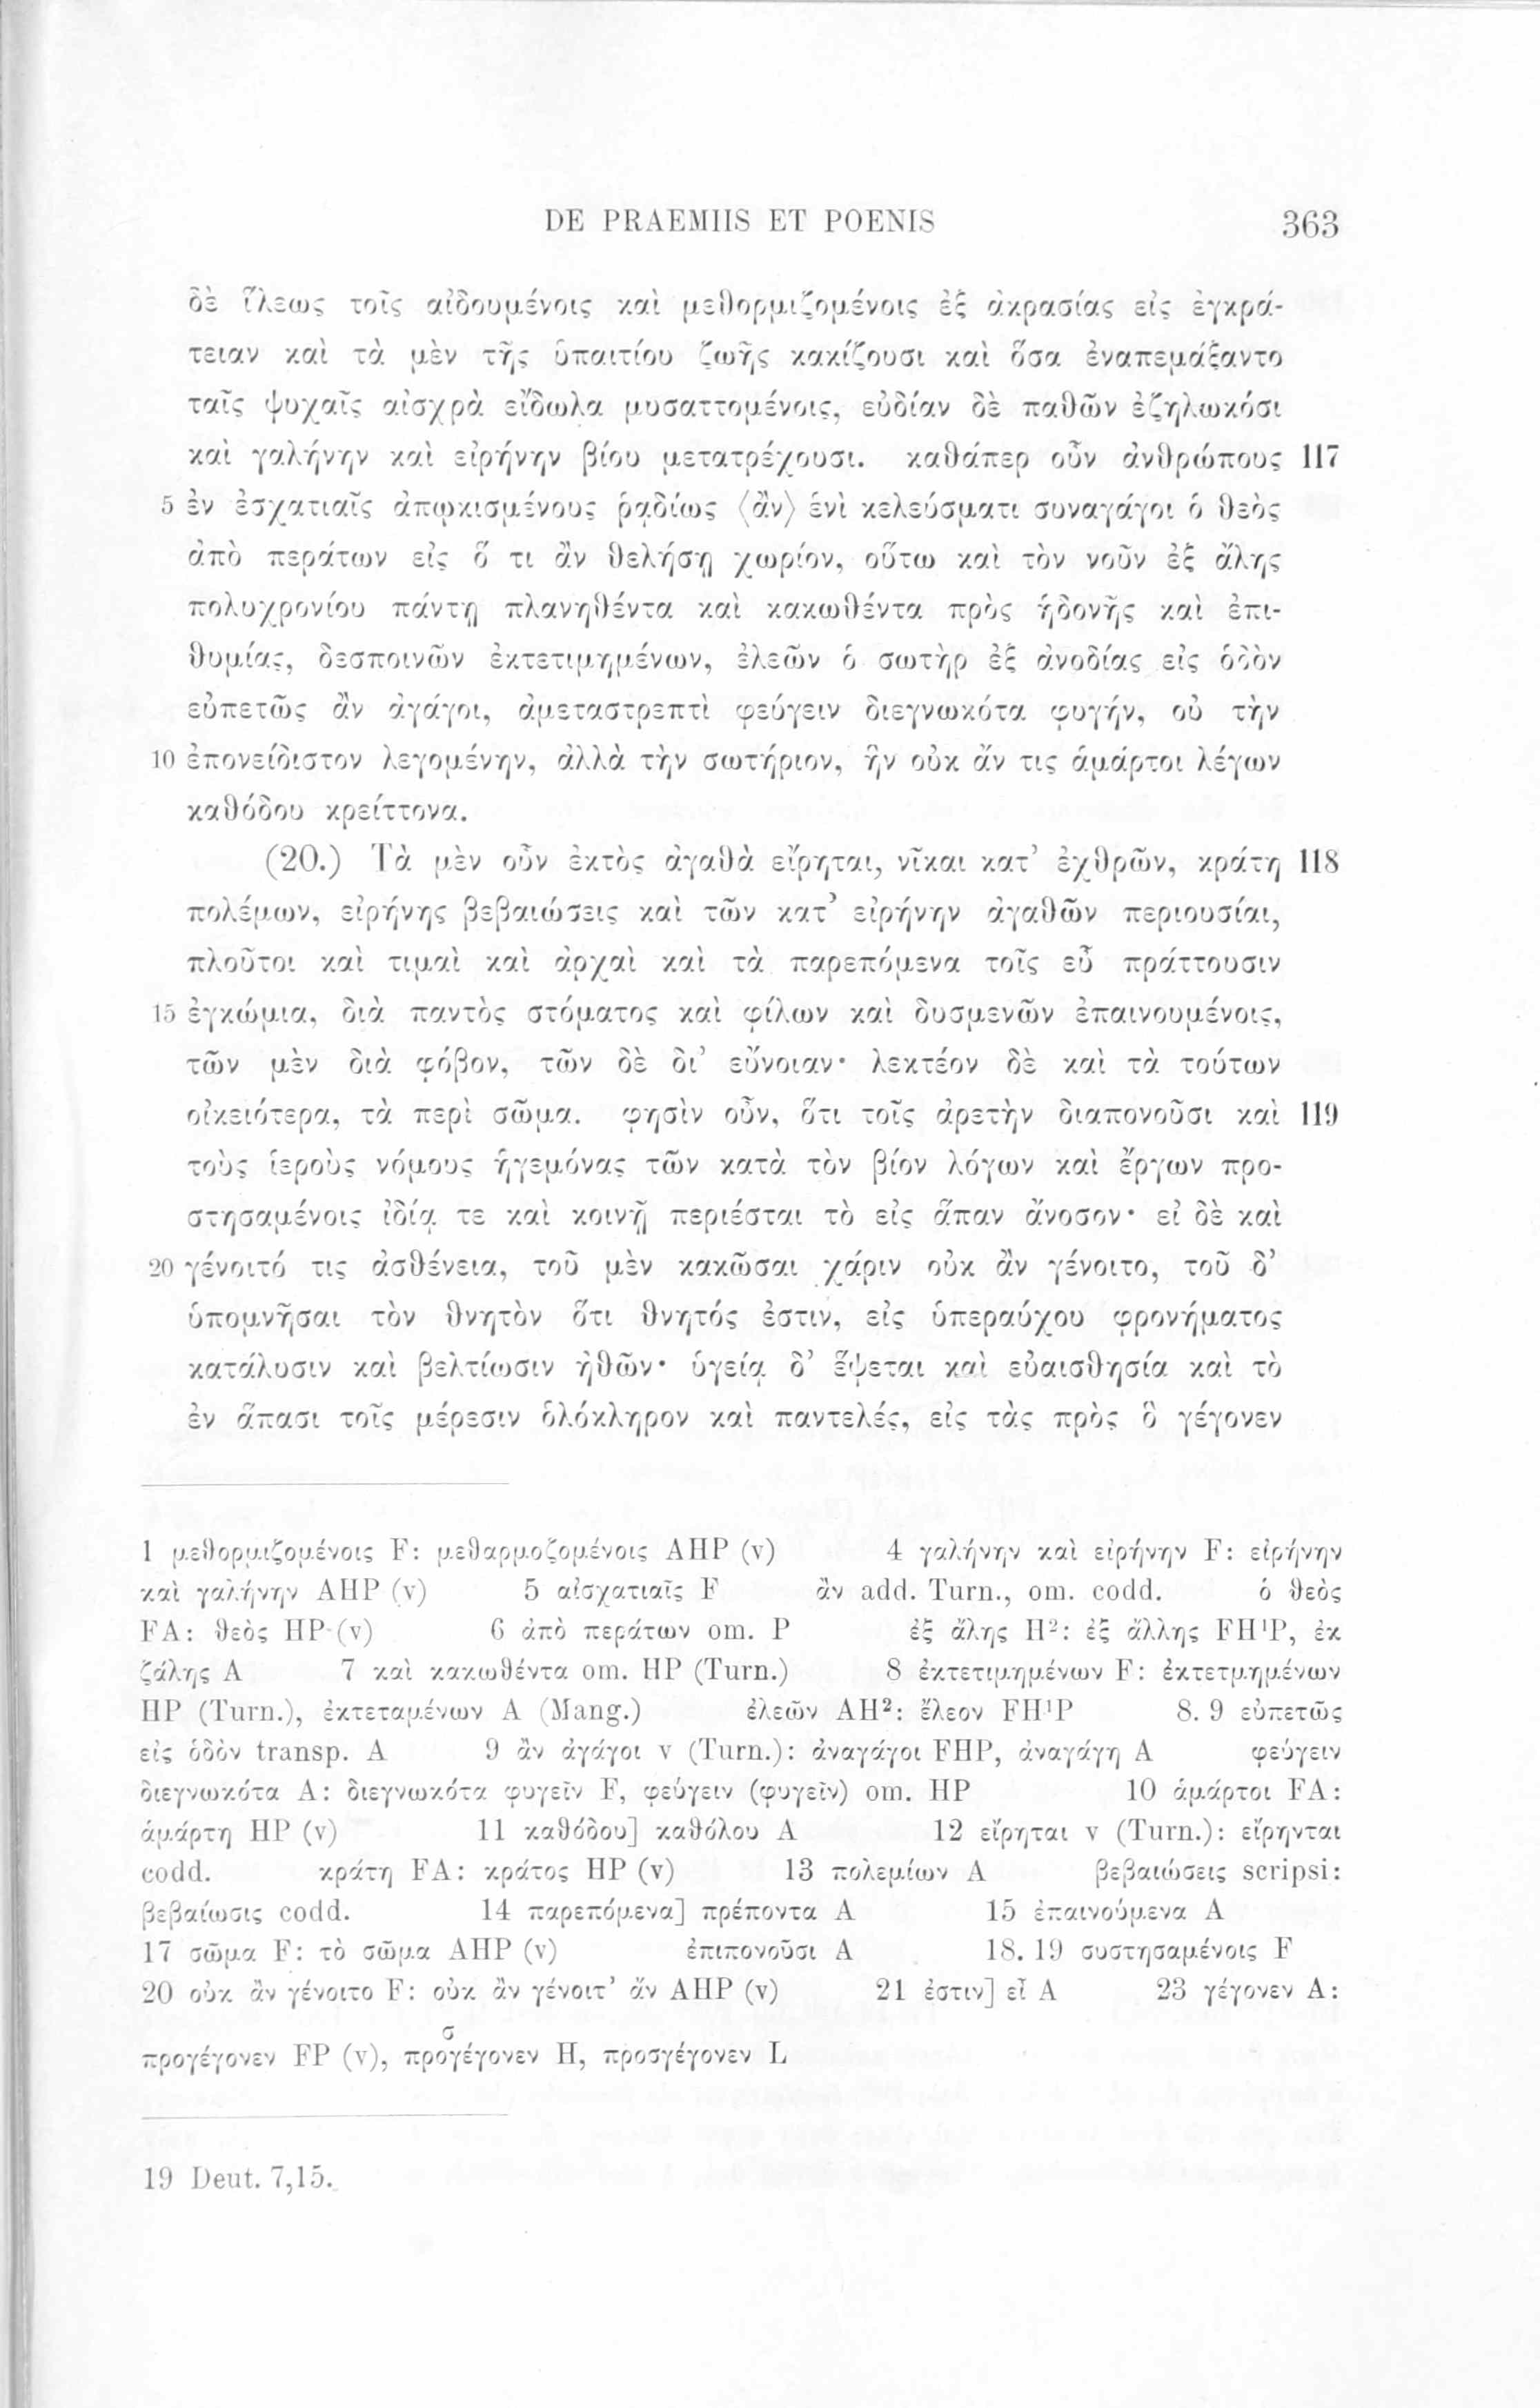 DE PRAEMIIS ET POENIS 363
δὲ ἵλεως τοῖς αἰδουμένοις καὶ μεθορμιζομένοις ἐξ ἀκρασίας εἰς ἐγκρά-
τειαν καὶ τὰ μὲν τῆς ὑπαιτίου ζωῆς κακίζουσι καὶ ὅσα ἐναπεμάξαντο
ταῖς ψυχαῖς αἰσχρὰ εἴδωλα μυσαττομένοις, εὐδίαν δὲ παθῶν ἐζηλωκόσι
καὶ γαλήνην καὶ εἰρήνην βίου μετατρέχουσι. καθάπερ οὖν ἀνθρώπους 117
5 ἐν ἐσχατιαῖς ἀπῳκισμένους ῥᾳδίως ⟨ἂν⟩ ἑνὶ κελεύσματι συναγάγοι ὁ θεὸς
ἀπὸ περάτων εἰς ὅ τι ἂν θελήσῃ χωρίον, οὕτω καὶ τὸν νοῦν ἐξ ἄλης
πολυχρονίου πάντῃ πλανηθέντα καὶ κακωθέντα πρὸς ἡδονῆς καὶ ἐπι-
θυμίας, δεσποινῶν ἐκτετιμημένων, ἐλεῶν ὁ σωτὴρ ἐξ ἀνοδίας εἰς ὁδὸν
εὐπετῶς ἂν ἀγάγοι, ἀμεταστρεπτὶ φεύγειν διεγνωκότα φυγήν, οὐ τὴν
10 ἐπονείδιστον λεγομένην, ἀλλὰ τὴν σωτήριον, ἣν οὐκ ἄν τις ἁμάρτοι λέγων
καθόδου κρείττονα.
(20.) Τὰ μὲν οὖν ἐκτὸς ἀγαθὰ εἴρηται, νῖκαι κατ’ ἐχθρῶν, κράτη 118
πολέμων, εἰρήνης βεβαιώσεις καὶ τῶν κατ’ εἰρήνην ἀγαθῶν περιουσίαι,
πλοῦτοι καὶ τιμαὶ καὶ ἀρχαὶ καὶ τὰ παρεπόμενα τοῖς εὖ πράττουσιν
15 ἐγκώμια, διὰ παντὸς στόματος καὶ φίλων καὶ δυσμενῶν ἐπαινουμένοις,
τῶν μὲν διὰ φόβον, τῶν δὲ δι’ εὔνοιαν· λεκτέον δὲ καὶ τὰ τούτων
οἰκειότερα, τὰ περὶ σῶμα. φησὶν οὖν, ὅτι τοῖς ἀρετὴν διαπονοῦσι καὶ 119
τοὺς ἱεροὺς νόμους ἡγεμόνας τῶν κατὰ τὸν βίον λόγων καὶ ἔργων προ-
στησαμένοις ἰδίᾳ τε καὶ κοινῇ περιέσται τὸ εἰς ἅπαν ἄνοσον· εἰ δὲ καὶ
20 γένοιτό τις ἀσθένεια, τοῦ μὲν κακῶσαι χάριν οὐκ ἂν γένοιτο, τοῦ δ’
ὑπομνῆσαι τὸν θνητὸν ὅτι θνητός ἐστιν, εἰς ὑπεραύχου φρονήματος
κατάλυσιν καὶ βελτίωσιν ἠθῶν· ὑγείᾳ δ’ ἕψεται καὶ εὐαισθησία καὶ τὸ
ἐν ἅπασι τοῖς μέρεσιν ὁλόκληρον καὶ παντελές, εἰς τὰς πρὸς ὃ γέγονεν
1 μεθορμιζομένοις F: μεθαρμοζομένοις AHP (v) 4 γαλήνην καὶ εἰρήνην F: εἰρήνην
καὶ γαλήνην AHP (v) 5 αἰσχατιαῖς F ἂν add. Turn., om. codd. ὁ θεὸς
FA: θεὸς HP (v) 6 ἀπὸ περάτων om. P ἐξ ἄλης H²: ἐξ ἄλλης FH¹P, ἐκ
ζάλης A 7 καὶ κακωθέντα om. HP (Turn.) 8 ἐκτετιμημένων F: ἐκτετμημένων
HP (Turn.), ἐκτεταμένων A (Mang.) ἐλεῶν AH²: ἔλεον FH¹P 8. 9 εὐπετῶς
εἰς ὁδὸν transp. A 9 ἂν ἀγάγοι v (Turn.): ἀναγάγοι FHP, ἀναγάγῃ A φεύγειν
διεγνωκότα A: διεγνωκότα φυγεῖν F, φεύγειν (φυγεῖν) om. HP 10 ἁμάρτοι FA:
ἁμάρτη HP (v) 11 καθόδου] καθόλου A 12 εἴρηται v (Turn.): εἴρηνται
codd. κράτη FA: κράτος HP (v) 13 πολεμίων A βεβαιώσεις scripsi:
βεβαίωσις codd. 14 παρεπόμενα] πρέποντα A 15 ἐπαινούμενα A
17 σῶμα F: τὸ σῶμα AHP (v) ἐπιπονοῦσι A 18. 19 συστησαμένοις F
20 οὐκ ἂν γένοιτο F: οὐκ ἂν γένοιτ’ ἄν AHP (v) 21 ἐστιν] εἶ A 23 γέγονεν A:
προγέγονεν FP (v), προσγέγονεν H, προσγέγονεν L
19 Deut. 7,15.